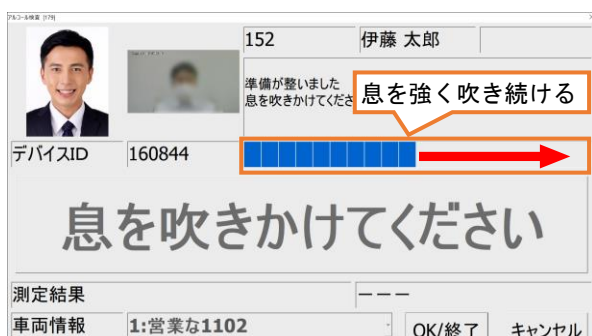 アルコール検査 [179]
152 伊藤 太郎
準備が整いました
息を吹きかけてくださ
息を強く吹き続ける
デバイスID 160844
息を吹きかけてください
測定結果 ---
車両情報 1:営業な1102 OK/終了 キャンセル